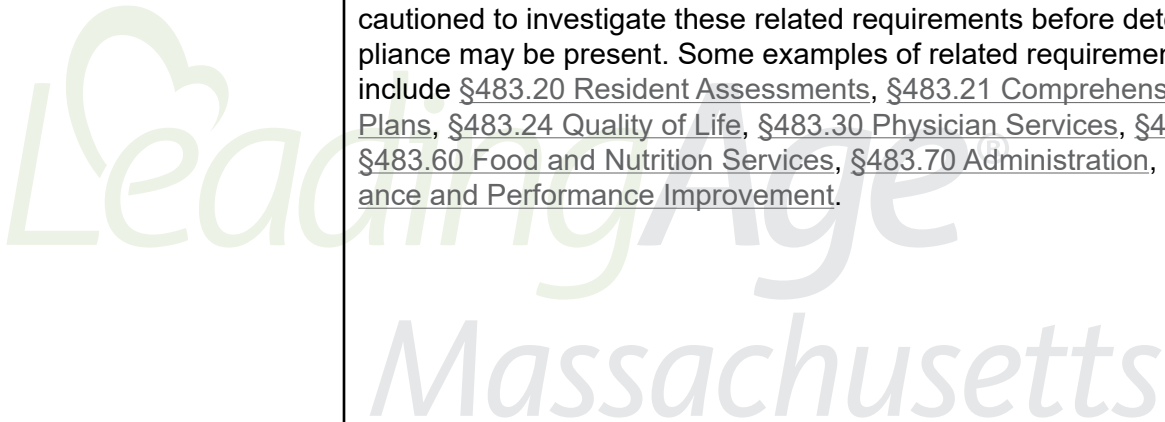 cautioned to investigate these related requirements before dete
pliance may be present. Some examples of related requiremen
include §483.20 Resident Assessments, §483.21 Comprehens
Plans, §483.24 Quality of Life, §483.30 Physician Services, §4
§483.60 Food and Nutrition Services, §483.70 Administration,
ance and Performance Improvement.
LeadingAge®
Massachusetts